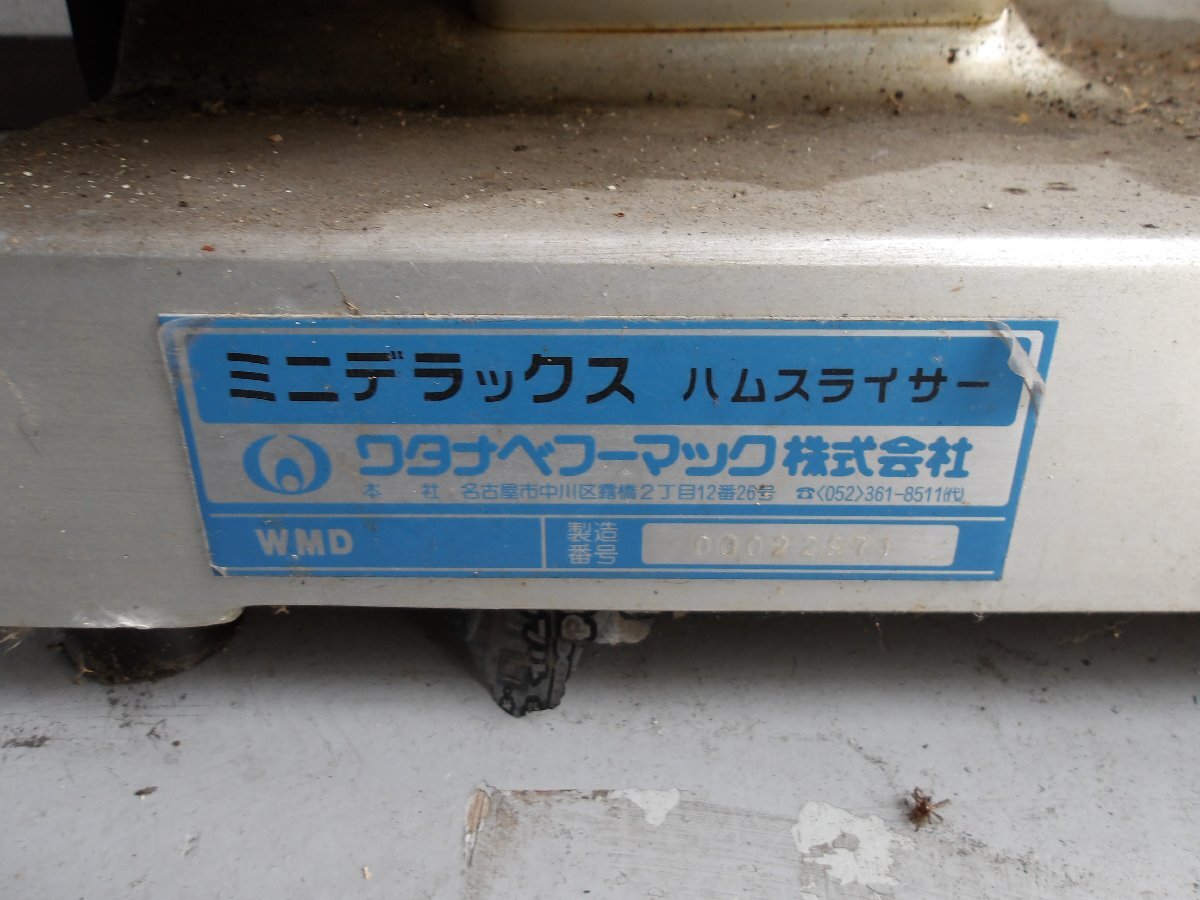 ミニデラックス ハムスライサー
ワタナベフーマック株式会社
本 社 名古屋市中川区露橋2丁目12番26号 ☎〈052〉361-8511(代)
WMD 製造番号 00022571